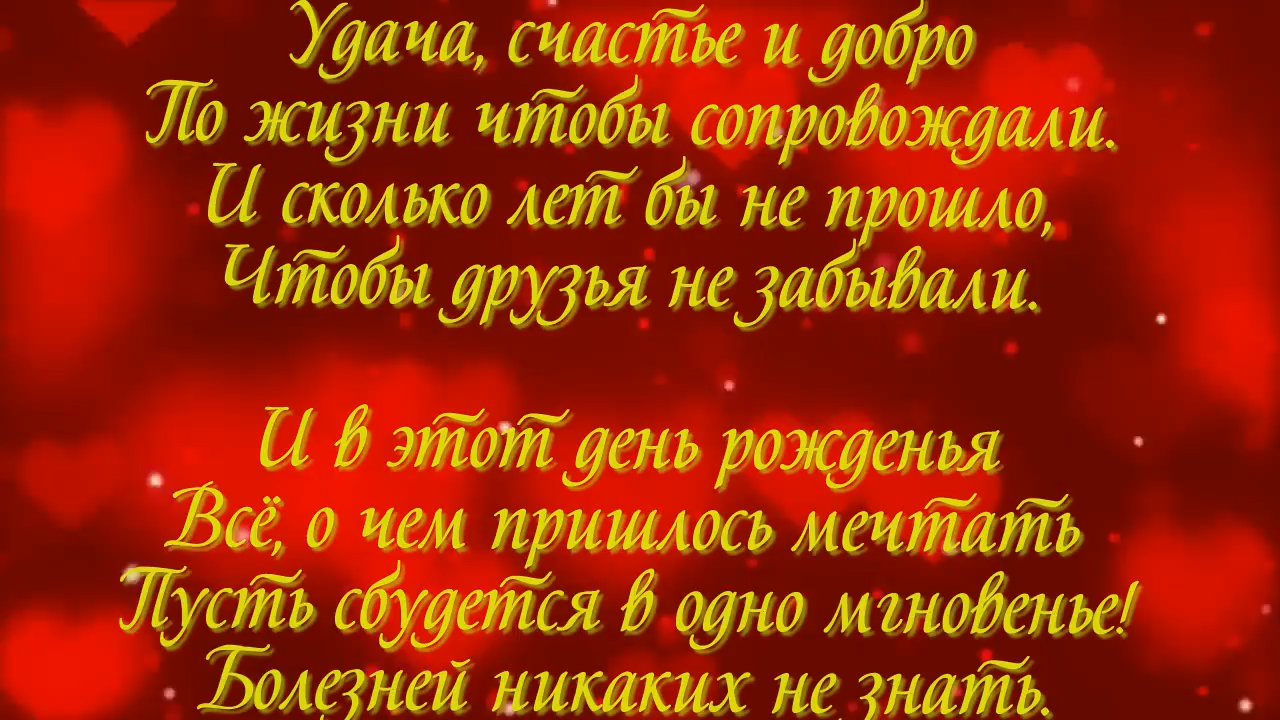 Удача, счастье и добро
По жизни чтобы сопровождали.
И сколько лет бы не прошло,
Чтобы друзья не забывали.
И в этот день рожденья
Всё, о чем пришлось мечтать
Пусть сбудется в одно мгновенье!
Болезней никаких не знать.